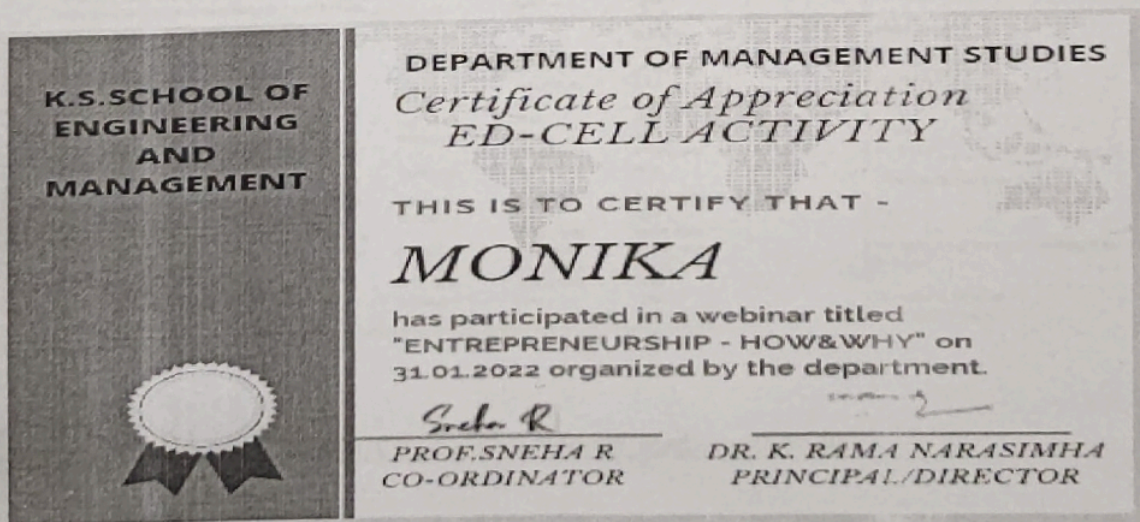 K.S.SCHOOL OF
ENGINEERING
AND
MANAGEMENT
DEPARTMENT OF MANAGEMENT STUDIES
Certificate of Appreciation
ED-CELL ACTIVITY
THIS IS TO CERTIFY THAT -
MONIKA
has participated in a webinar titled
"ENTREPRENEURSHIP - HOW&WHY" on
31.01.2022 organized by the department.
Sneha R
PROF.SNEHA R
CO-ORDINATOR
DR. K. RAMA NARASIMHA
PRINCIPAL/DIRECTOR